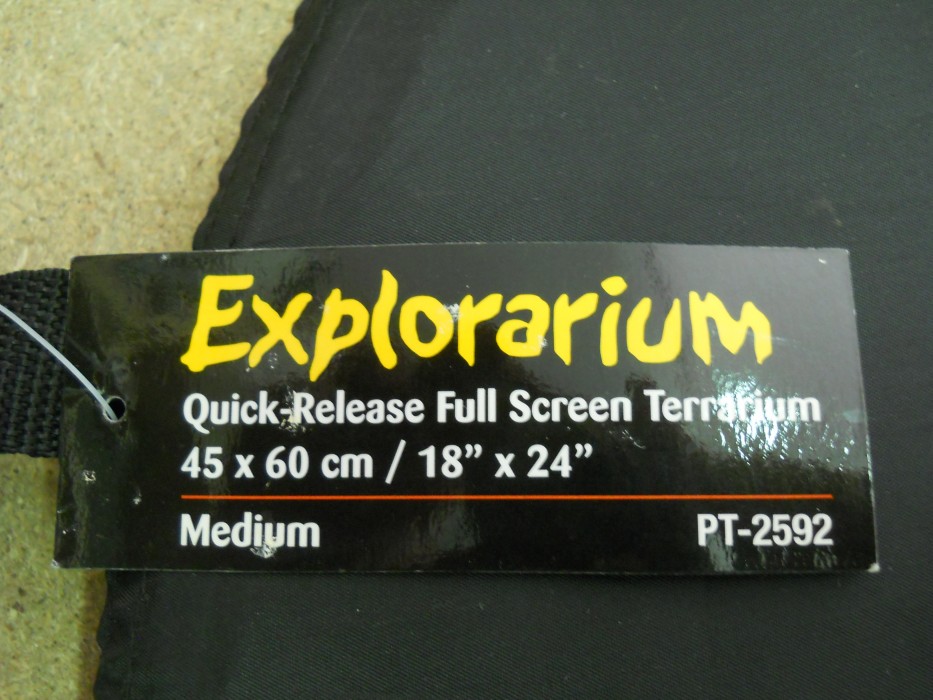 Explorarium
Quick-Release Full Screen Terrarium
45 x 60 cm / 18” x 24”
Medium
PT-2592